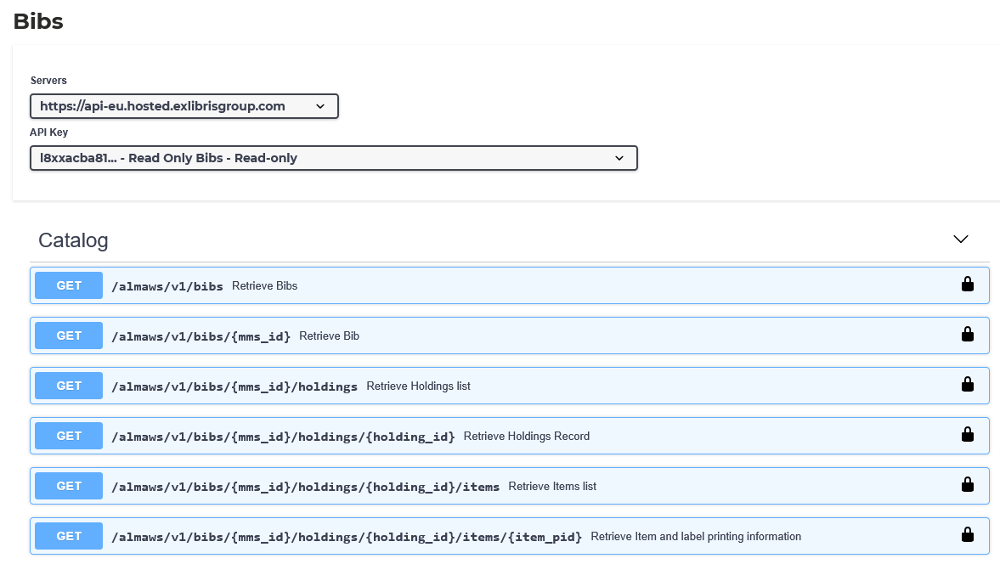 Bibs
Servers
https://api-eu.hosted.exlibrisgroup.com
API Key
l8xxacba81... - Read Only Bibs - Read-only
Catalog
GET /almaws/v1/bibs Retrieve Bibs
GET /almaws/v1/bibs/{mms_id} Retrieve Bib
GET /almaws/v1/bibs/{mms_id}/holdings Retrieve Holdings list
GET /almaws/v1/bibs/{mms_id}/holdings/{holding_id} Retrieve Holdings Record
GET /almaws/v1/bibs/{mms_id}/holdings/{holding_id}/items Retrieve Items list
GET /almaws/v1/bibs/{mms_id}/holdings/{holding_id}/items/{item_pid} Retrieve Item and label printing information